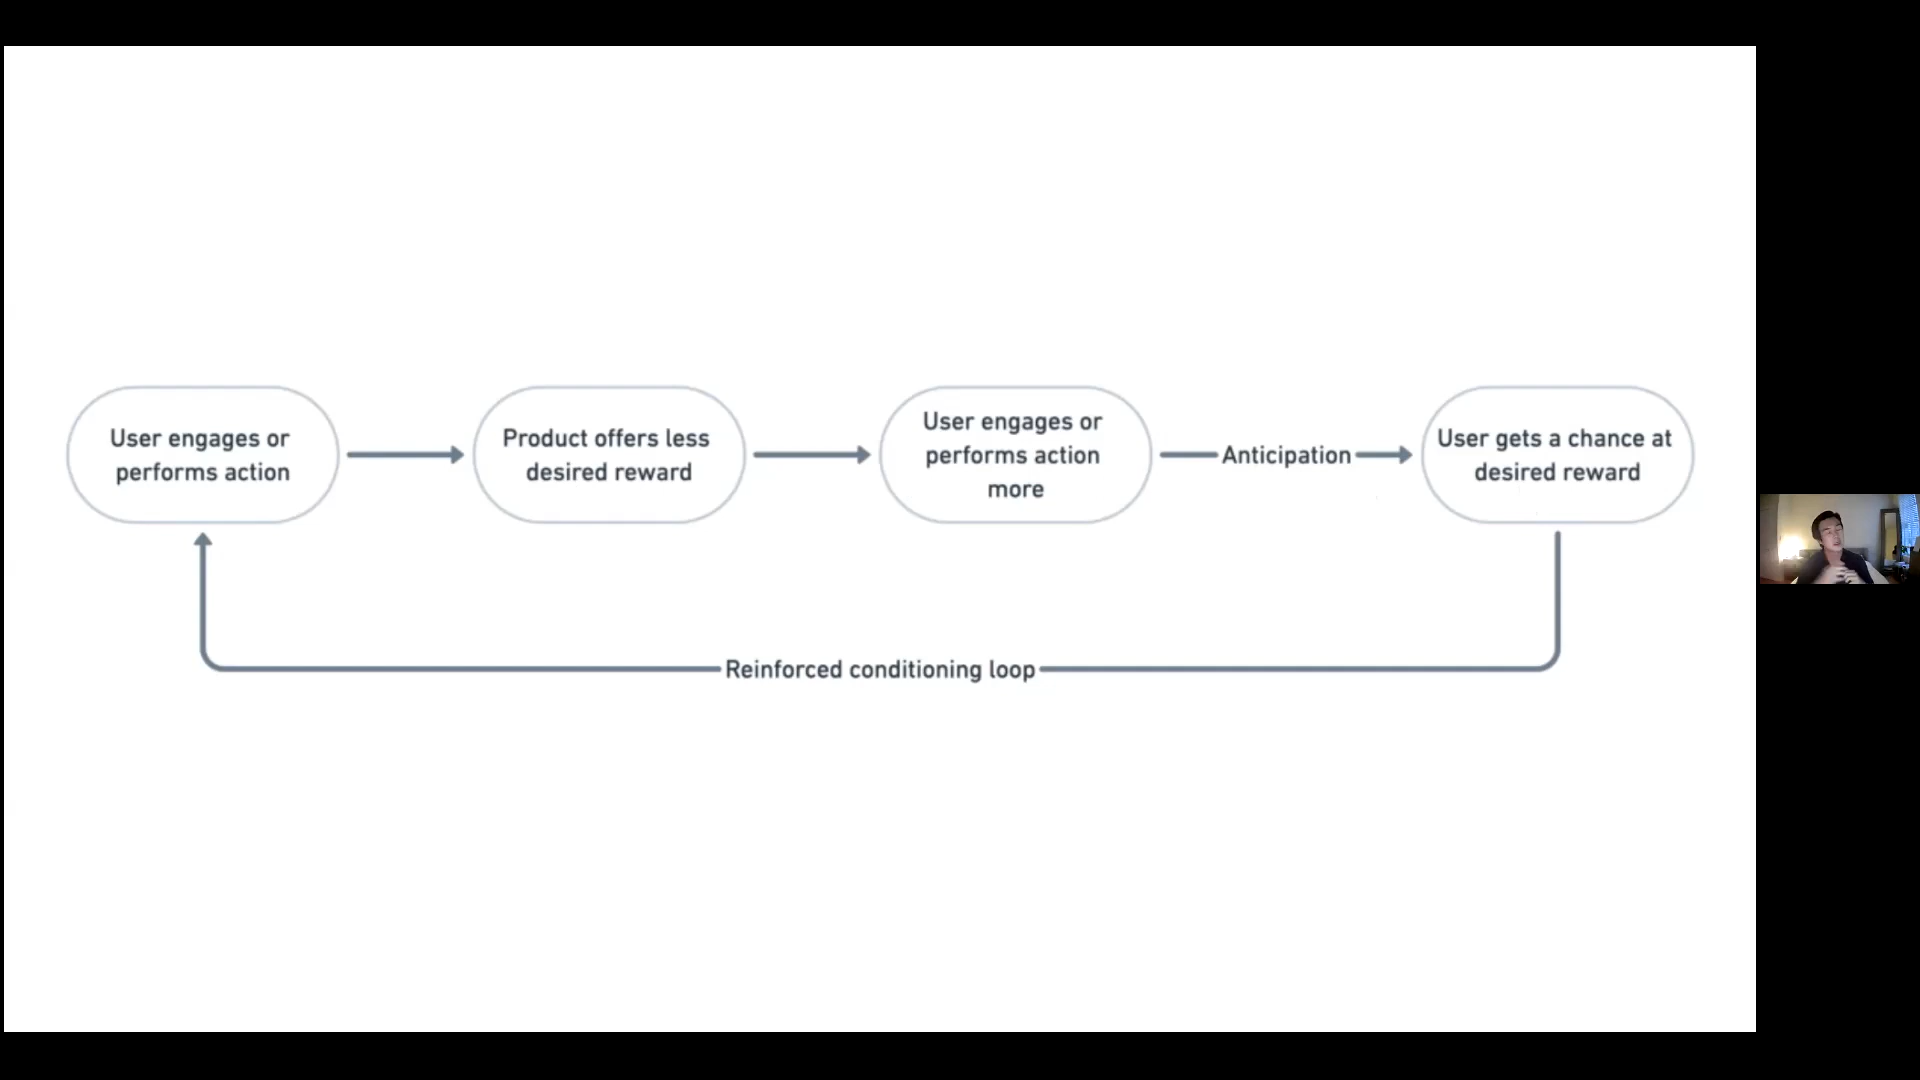 User engages or
performs action
Product offers less
desired reward
User engages or
performs action
more
Anticipation
User gets a chance at
desired reward
Reinforced conditioning loop